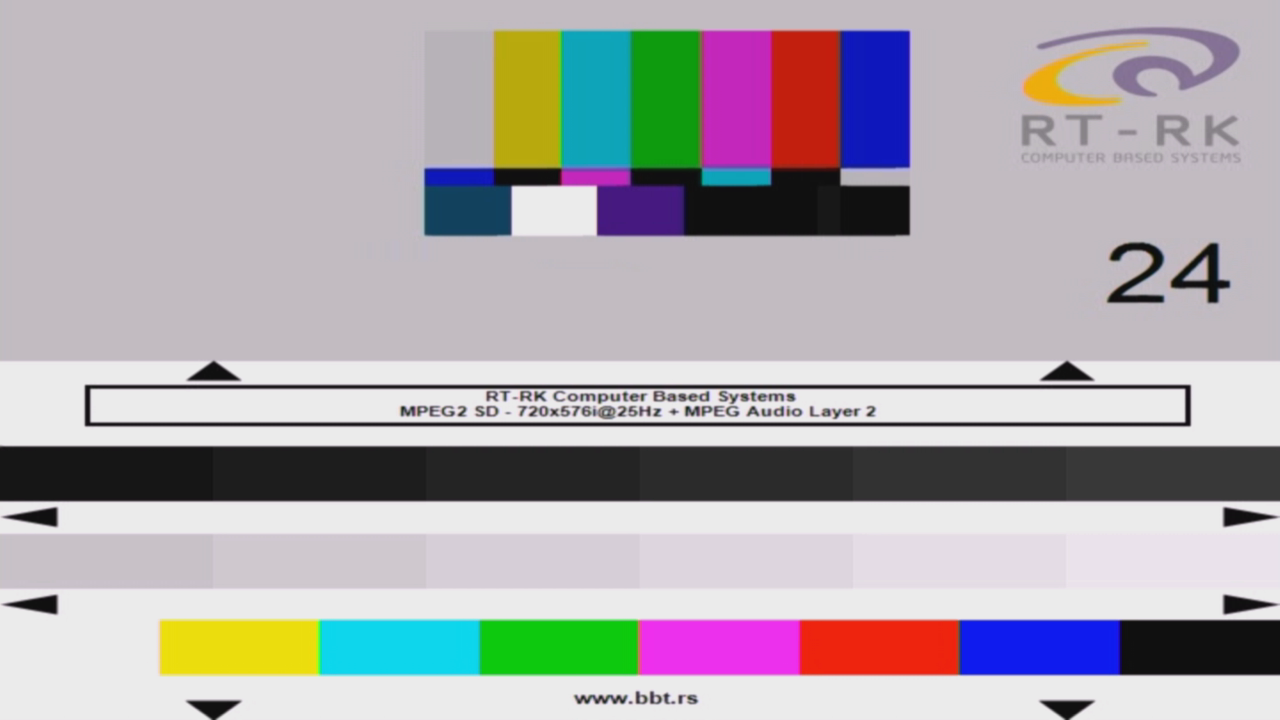 RT-RK
COMPUTER BASED SYSTEMS
24
RT-RK Computer Based Systems
MPEG2 SD - 720x576i@25Hz + MPEG Audio Layer 2
www.bbt.rs